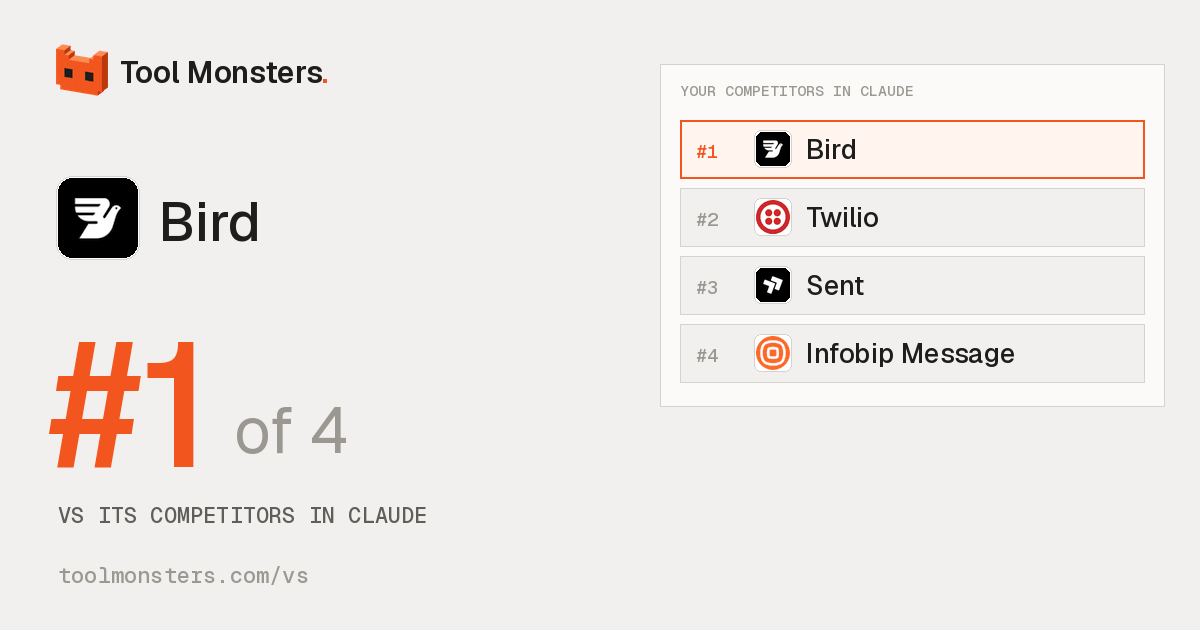 Tool Monsters.
Bird
#1 of 4
VS ITS COMPETITORS IN CLAUDE
toolmonsters.com/vs
YOUR COMPETITORS IN CLAUDE
#1 Bird
#2 Twilio
#3 Sent
#4 Infobip Message